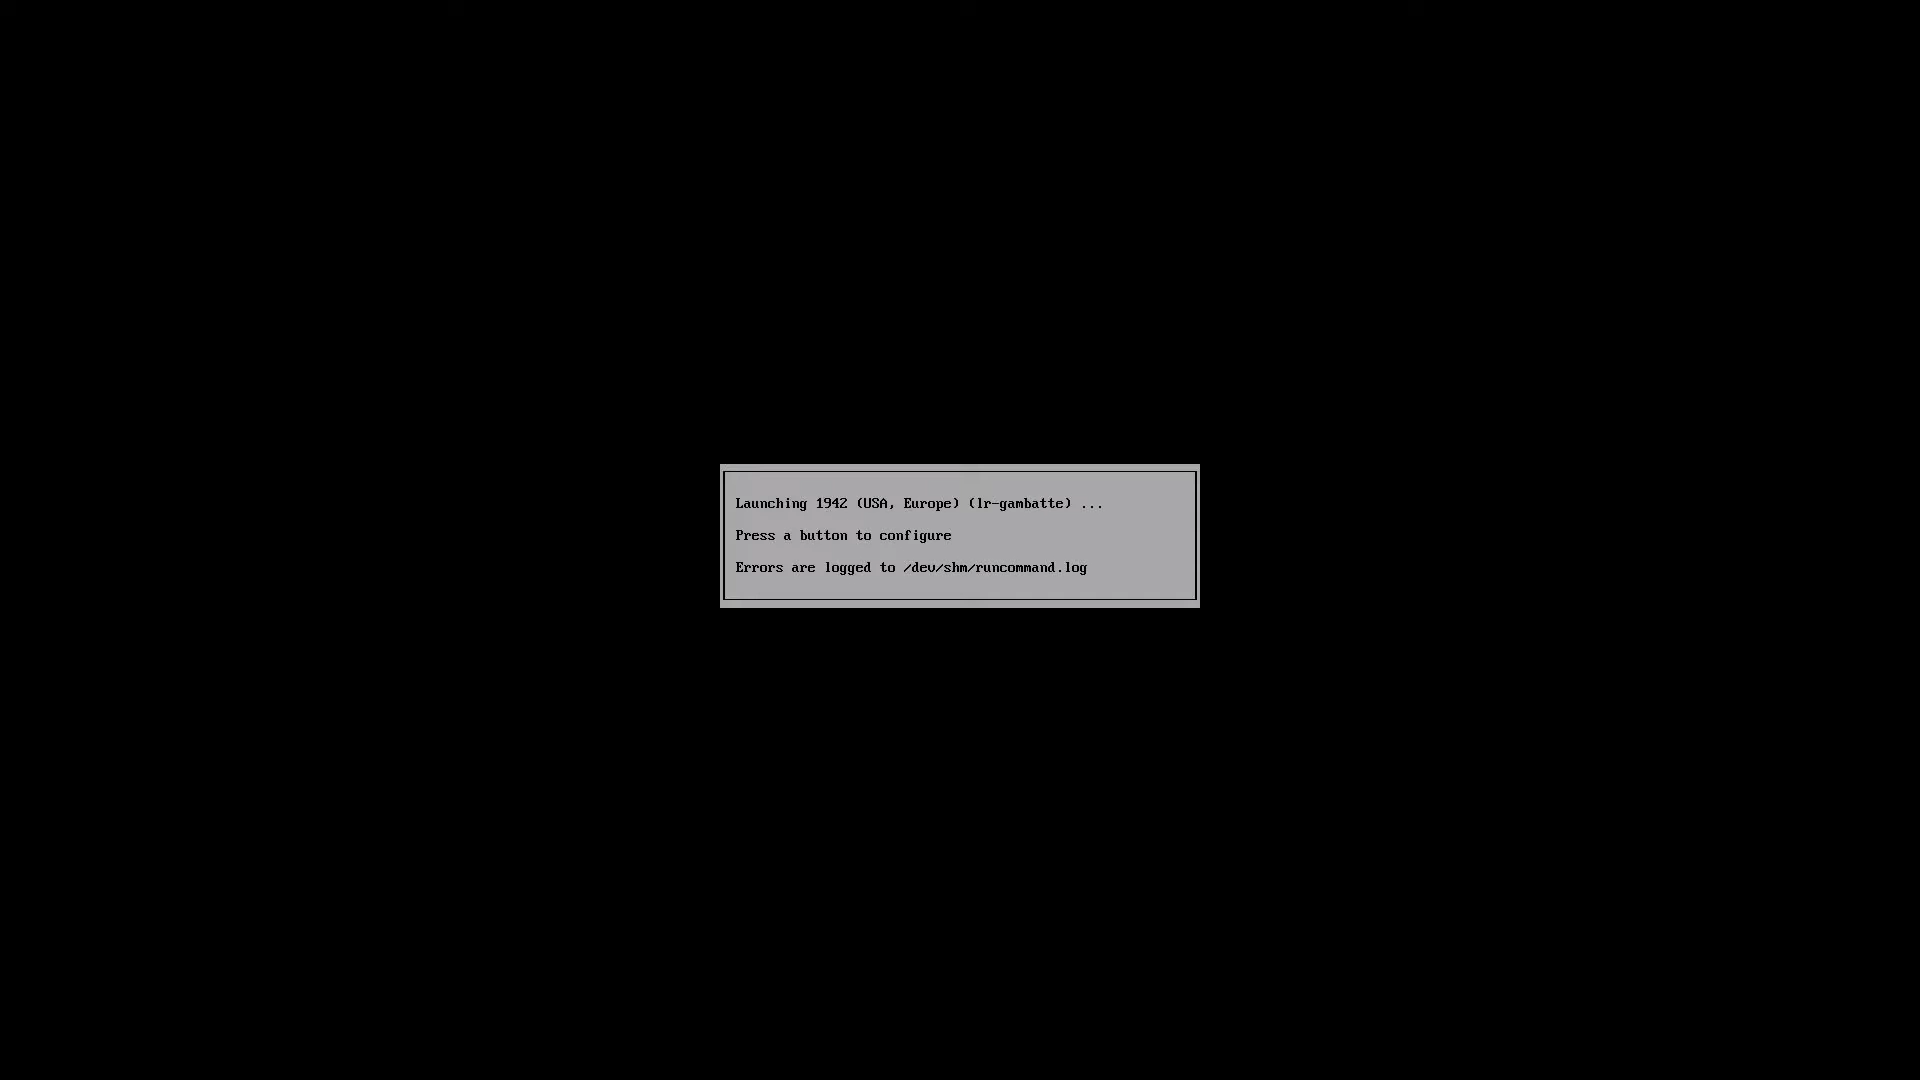 Launching 1942 (USA, Europe) (lr-gambatte) ...
Press a button to configure
Errors are logged to /dev/shm/runcommand.log